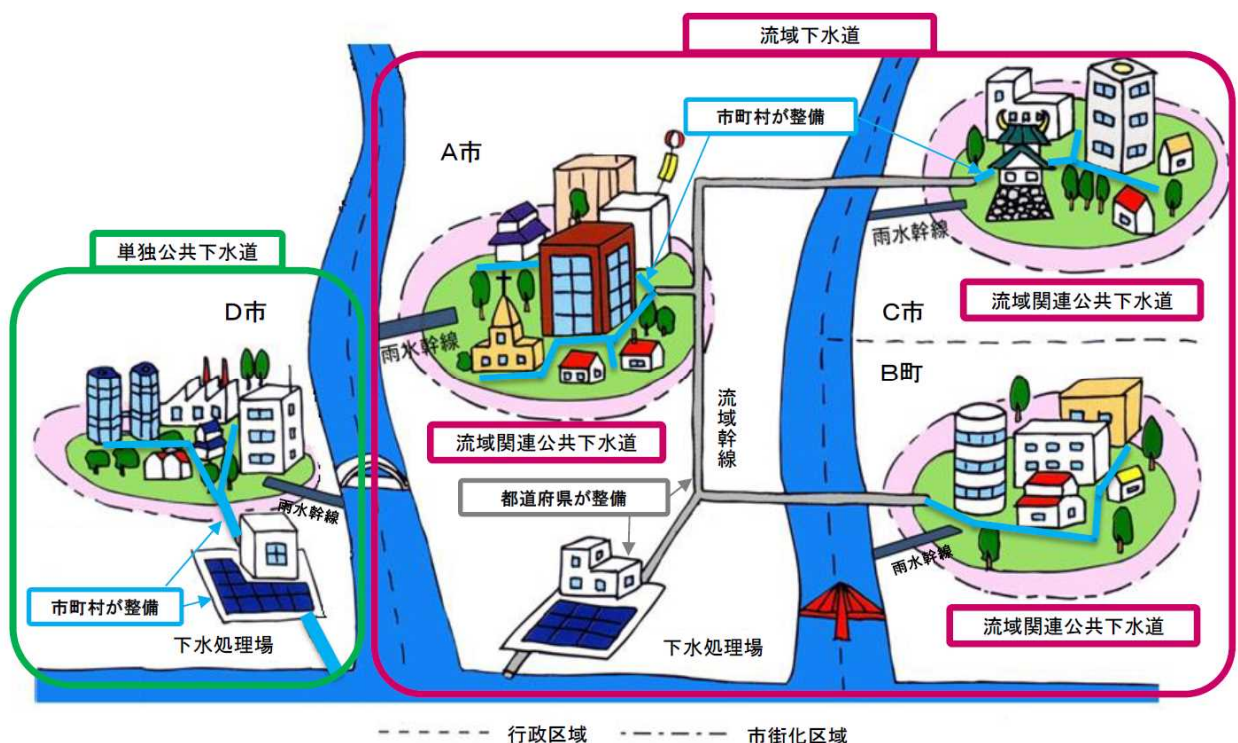 流域下水道
市町村が整備
A市
雨水幹線
流域関連公共下水道
C市
B町
単独公共下水道
D市
雨水幹線
流域関連公共下水道
流域幹線
都道府県が整備
雨水幹線
雨水幹線
市町村が整備
下水処理場
下水処理場
流域関連公共下水道
行政区域
市街化区域